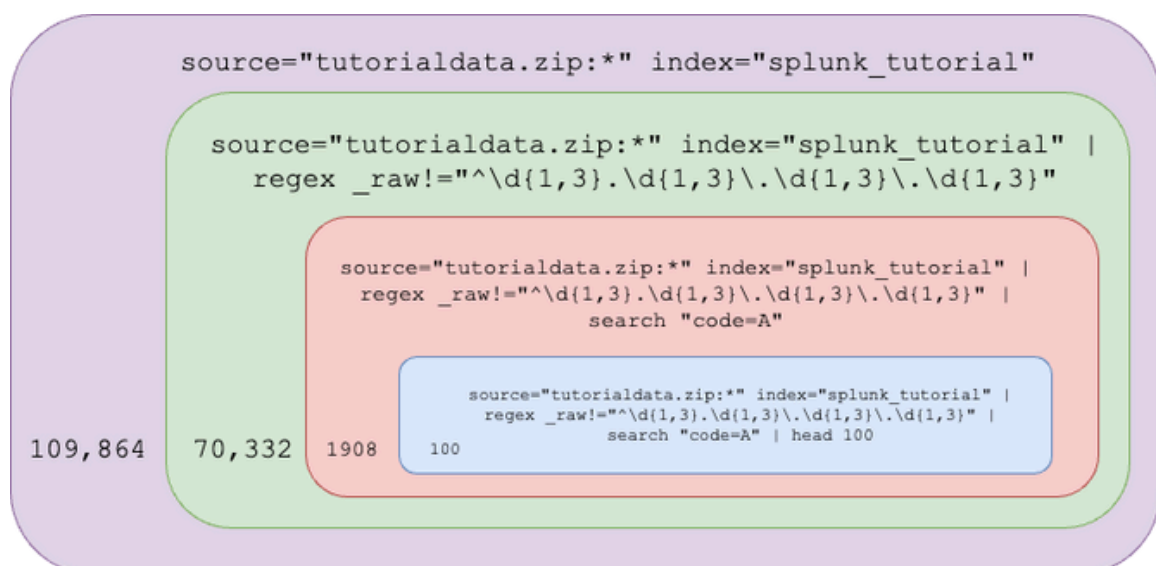 source="tutorialdata.zip:*" index="splunk_tutorial"
source="tutorialdata.zip:*" index="splunk_tutorial" |
regex _raw!="^\d{1,3}.\d{1,3}\.\d{1,3}\.\d{1,3}"
source="tutorialdata.zip:*" index="splunk_tutorial" |
regex _raw!="^\d{1,3}.\d{1,3}\.\d{1,3}\.\d{1,3}" |
search "code=A"
source="tutorialdata.zip:*" index="splunk_tutorial" |
regex _raw!="^\d{1,3}.\d{1,3}\.\d{1,3}\.\d{1,3}" |
search "code=A" | head 100
109,864 70,332 1908 100